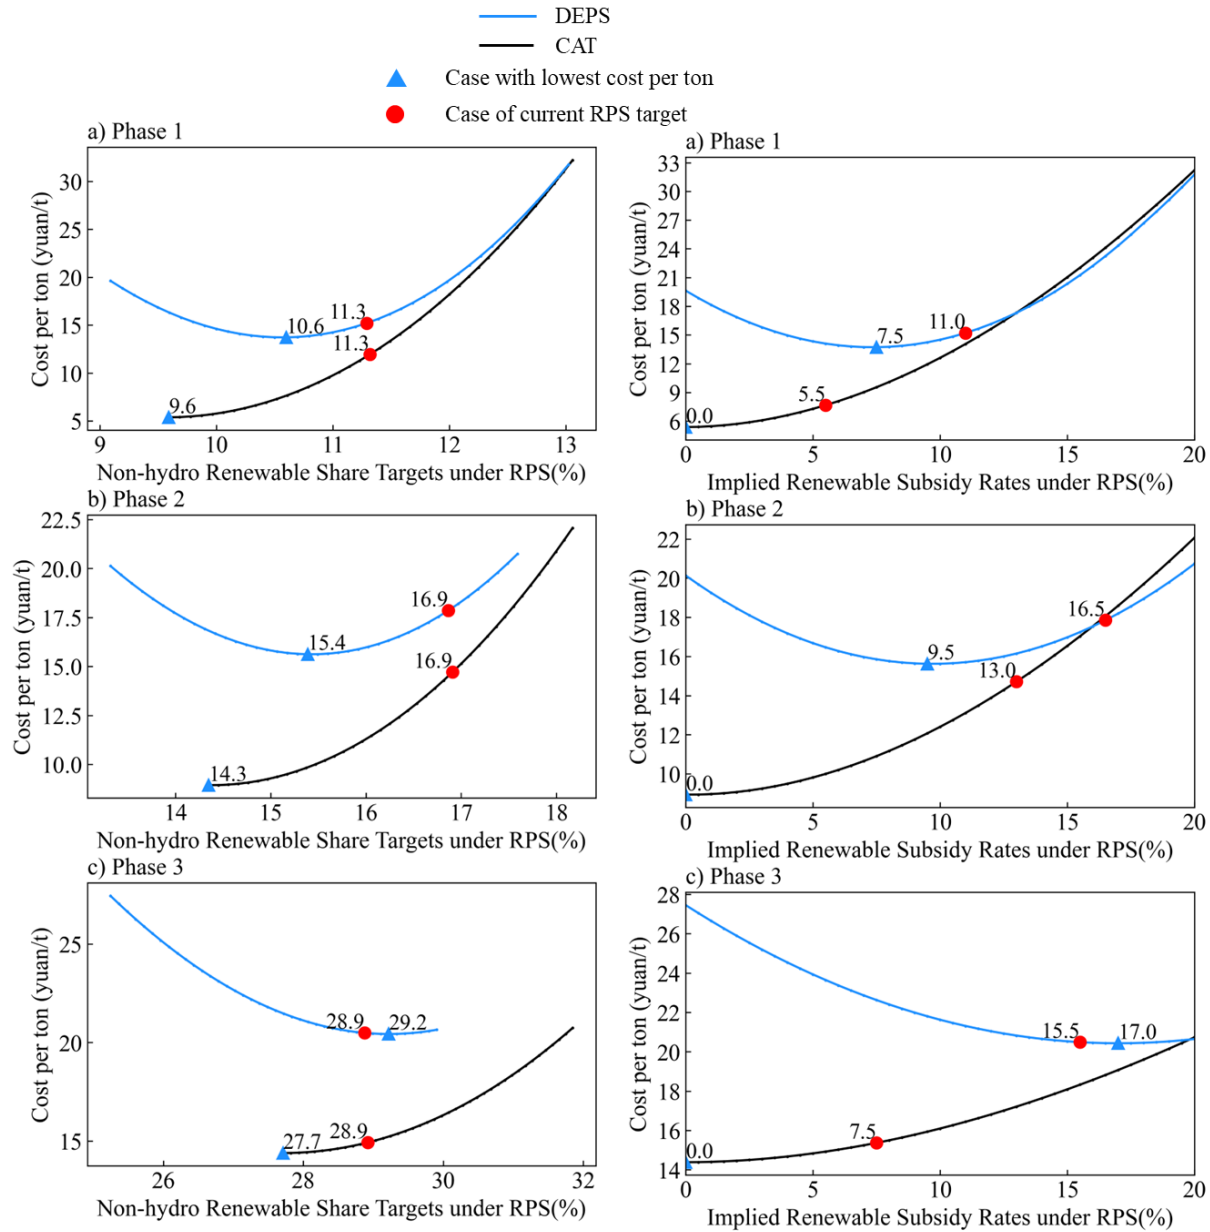 DEPS
CAT
Case with lowest cost per ton
Case of current RPS target
a) Phase 1
Cost per ton (yuan/t)
30
25
20
15
10
5
11.3
10.6
11.3
9.6
9 10 11 12 13
Non-hydro Renewable Share Targets under RPS(%)
a) Phase 1
Cost per ton (yuan/t)
33
30
27
24
21
18
15
12
9
6
7.5
11.0
5.5
0.0
0 5 10 15 20
Implied Renewable Subsidy Rates under RPS(%)
b) Phase 2
Cost per ton (yuan/t)
22.5
20.0
17.5
15.0
12.5
10.0
16.9
15.4
16.9
14.3
14 15 16 17 18
Non-hydro Renewable Share Targets under RPS(%)
b) Phase 2
Cost per ton (yuan/t)
22
20
18
16
14
12
10
16.5
9.5
13.0
0.0
0 5 10 15 20
Implied Renewable Subsidy Rates under RPS(%)
c) Phase 3
Cost per ton (yuan/t)
25
20
15
28.9
29.2
28.9
27.7
26 28 30 32
Non-hydro Renewable Share Targets under RPS(%)
c) Phase 3
Cost per ton (yuan/t)
28
26
24
22
20
18
16
14
15.5
17.0
7.5
0.0
0 5 10 15 20
Implied Renewable Subsidy Rates under RPS(%)